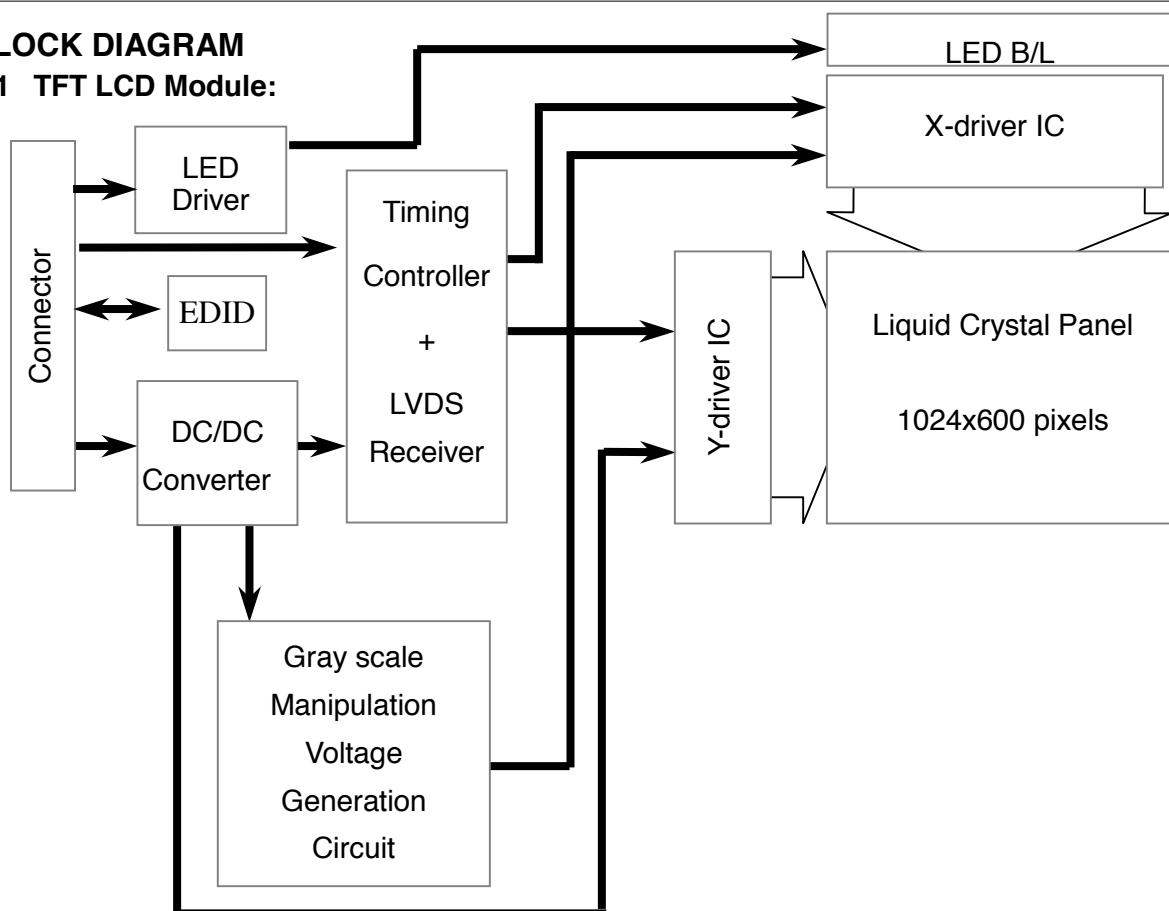 LOCK DIAGRAM
1 TFT LCD Module:
LED B/L
X-driver IC
LED
Driver
Timing
Controller
+
LVDS
Receiver
Connector
EDID
DC/DC
Converter
Y-driver IC
Liquid Crystal Panel
1024x600 pixels
Gray scale
Manipulation
Voltage
Generation
Circuit